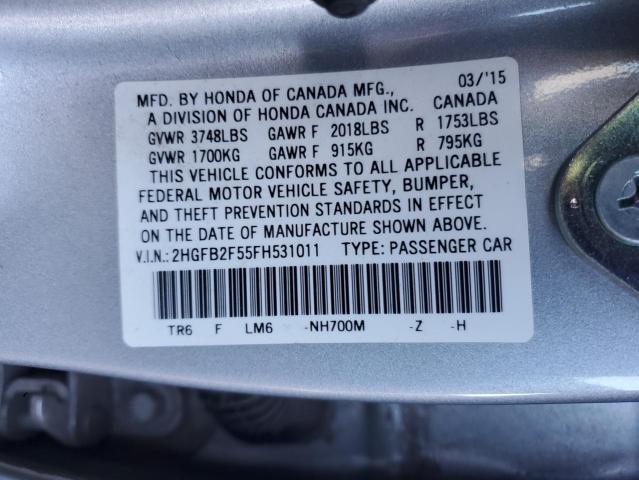 MFD. BY HONDA OF CANADA MFG., 03/'15
A DIVISION OF HONDA CANADA INC. CANADA
GVWR 3748LBS GAWR F 2018LBS R 1753LBS
GVWR 1700KG GAWR F 915KG R 795KG
THIS VEHICLE CONFORMS TO ALL APPLICABLE
FEDERAL MOTOR VEHICLE SAFETY, BUMPER,
AND THEFT PREVENTION STANDARDS IN EFFECT
ON THE DATE OF MANUFACTURE SHOWN ABOVE.
V.I.N.: 2HGFB2F55FH531011 TYPE: PASSENGER CAR
TR6 F LM6 -NH700M -Z -H